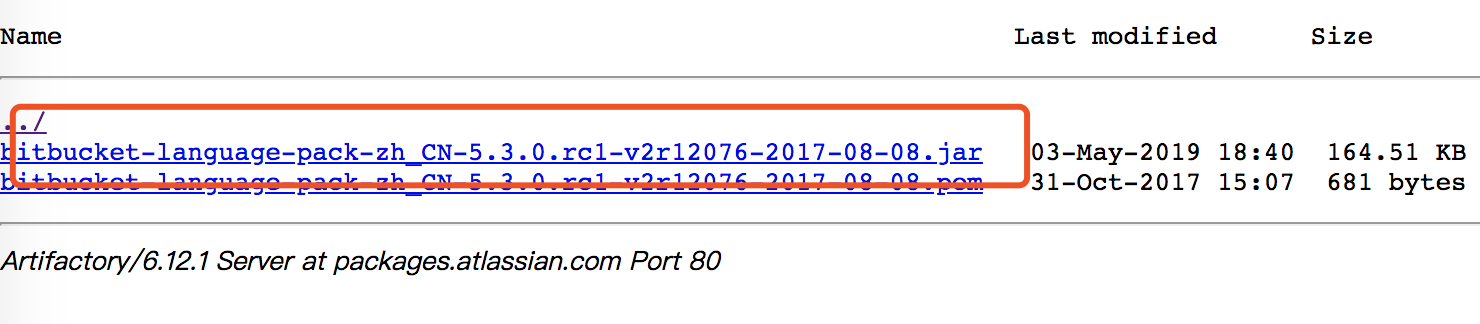 Name Last modified Size
../
bitbucket-language-pack-zh_CN-5.3.0.rc1-v2r12076-2017-08-08.jar 03-May-2019 18:40 164.51 KB
bitbucket-language-pack-zh_CN-5.3.0.rc1-v2r12076-2017-08-08.pom 31-Oct-2017 15:07 681 bytes
Artifactory/6.12.1 Server at packages.atlassian.com Port 80